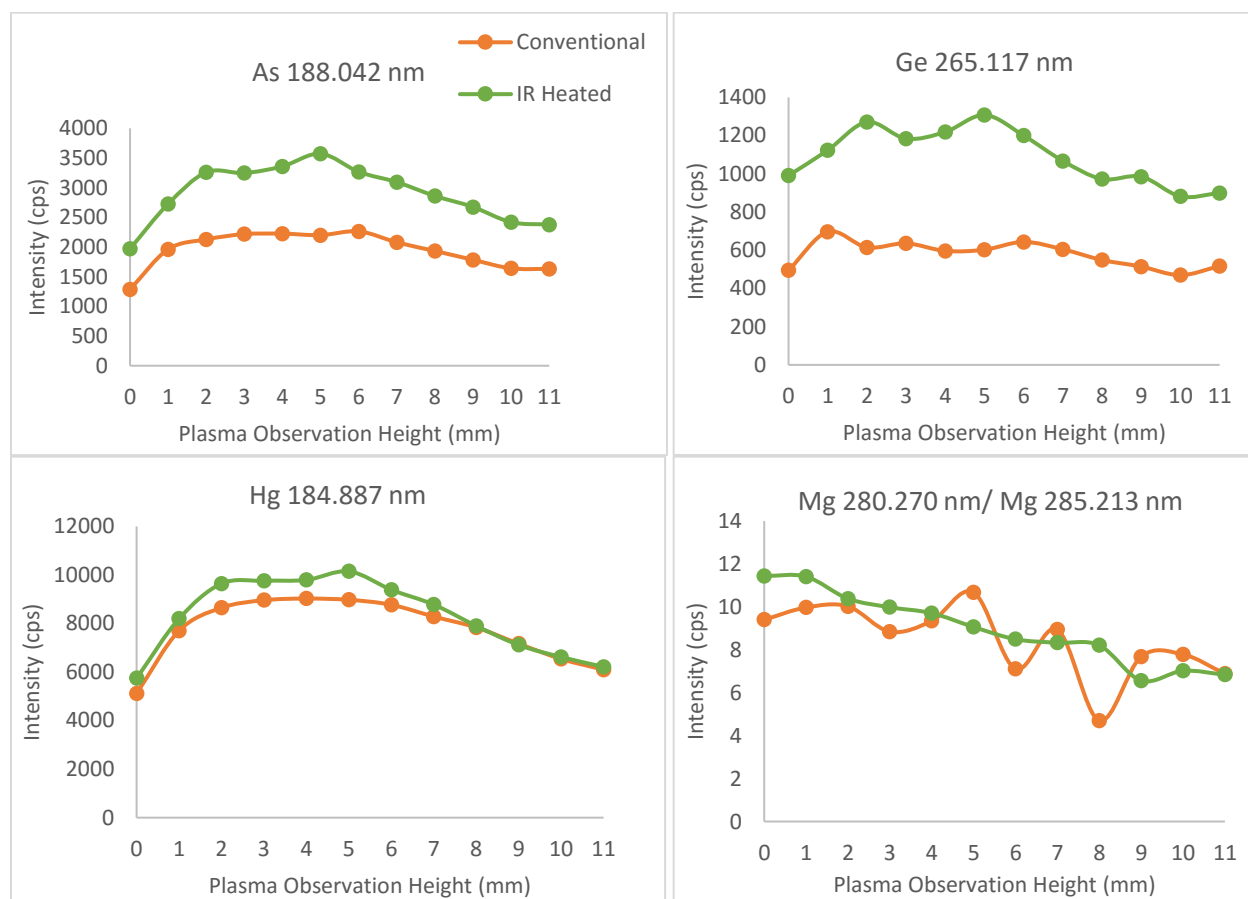 As 188.042 nm
Conventional
IR Heated
Intensity (cps)
4000
3500
3000
2500
2000
1500
1000
500
0
0 1 2 3 4 5 6 7 8 9 10 11
Plasma Observation Height (mm)
Ge 265.117 nm
Intensity (cps)
1400
1200
1000
800
600
400
200
0
0 1 2 3 4 5 6 7 8 9 10 11
Plasma Observation Height (mm)
Hg 184.887 nm
Intensity (cps)
12000
10000
8000
6000
4000
2000
0
0 1 2 3 4 5 6 7 8 9 10 11
Plasma Observation Height (mm)
Mg 280.270 nm/ Mg 285.213 nm
Intensity (cps)
14
12
10
8
6
4
2
0
0 1 2 3 4 5 6 7 8 9 10 11
Plasma Observation Height (mm)